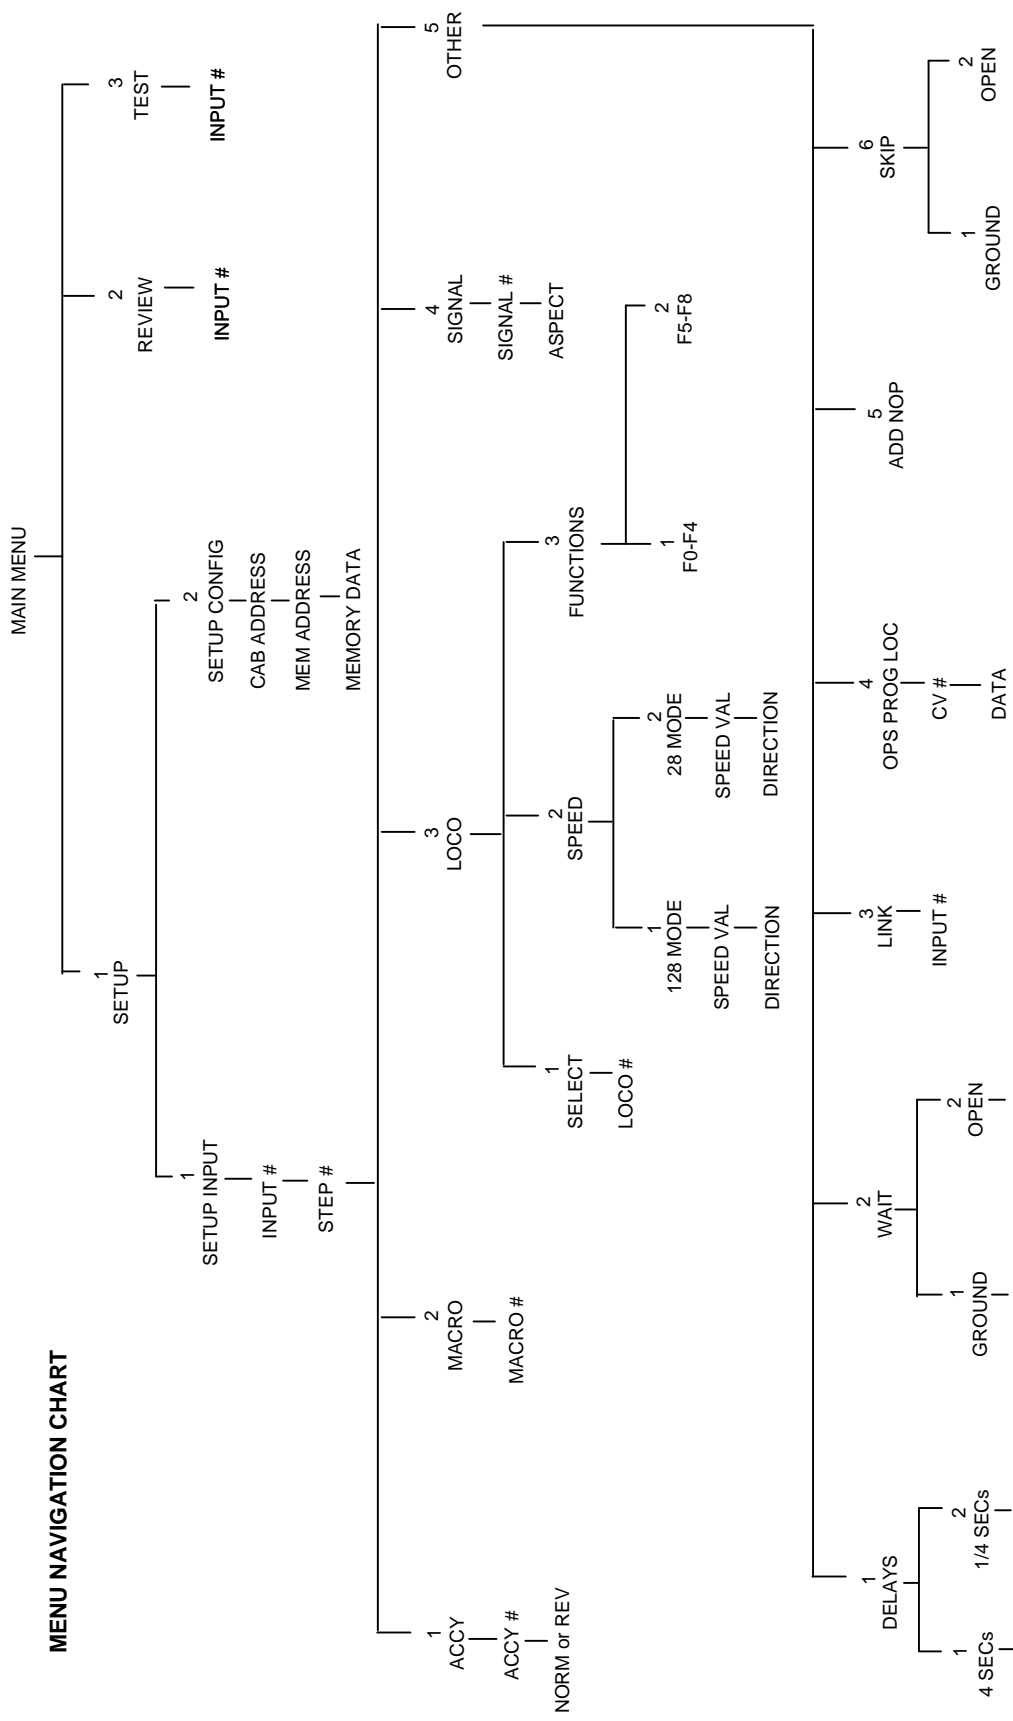 MENU NAVIGATION CHART
MAIN MENU
1
SETUP
2
REVIEW
INPUT #
3
TEST
INPUT #
1
SETUP INPUT
INPUT #
STEP #
2
SETUP CONFIG
CAB ADDRESS
MEM ADDRESS
MEMORY DATA
1
ACCY
ACCY #
NORM or REV
2
MACRO
MACRO #
3
LOCO
1
SELECT
LOCO #
2
SPEED
1
128 MODE
SPEED VAL
DIRECTION
2
28 MODE
SPEED VAL
DIRECTION
3
FUNCTIONS
1
F0-F4
2
F5-F8
4
SIGNAL
SIGNAL #
ASPECT
5
OTHER
1
DELAYS
1
4 SECs
2
1/4 SECs
2
WAIT
1
GROUND
2
OPEN
3
LINK
INPUT #
4
OPS PROG LOC
CV #
DATA
5
ADD NOP
6
SKIP
1
GROUND
2
OPEN